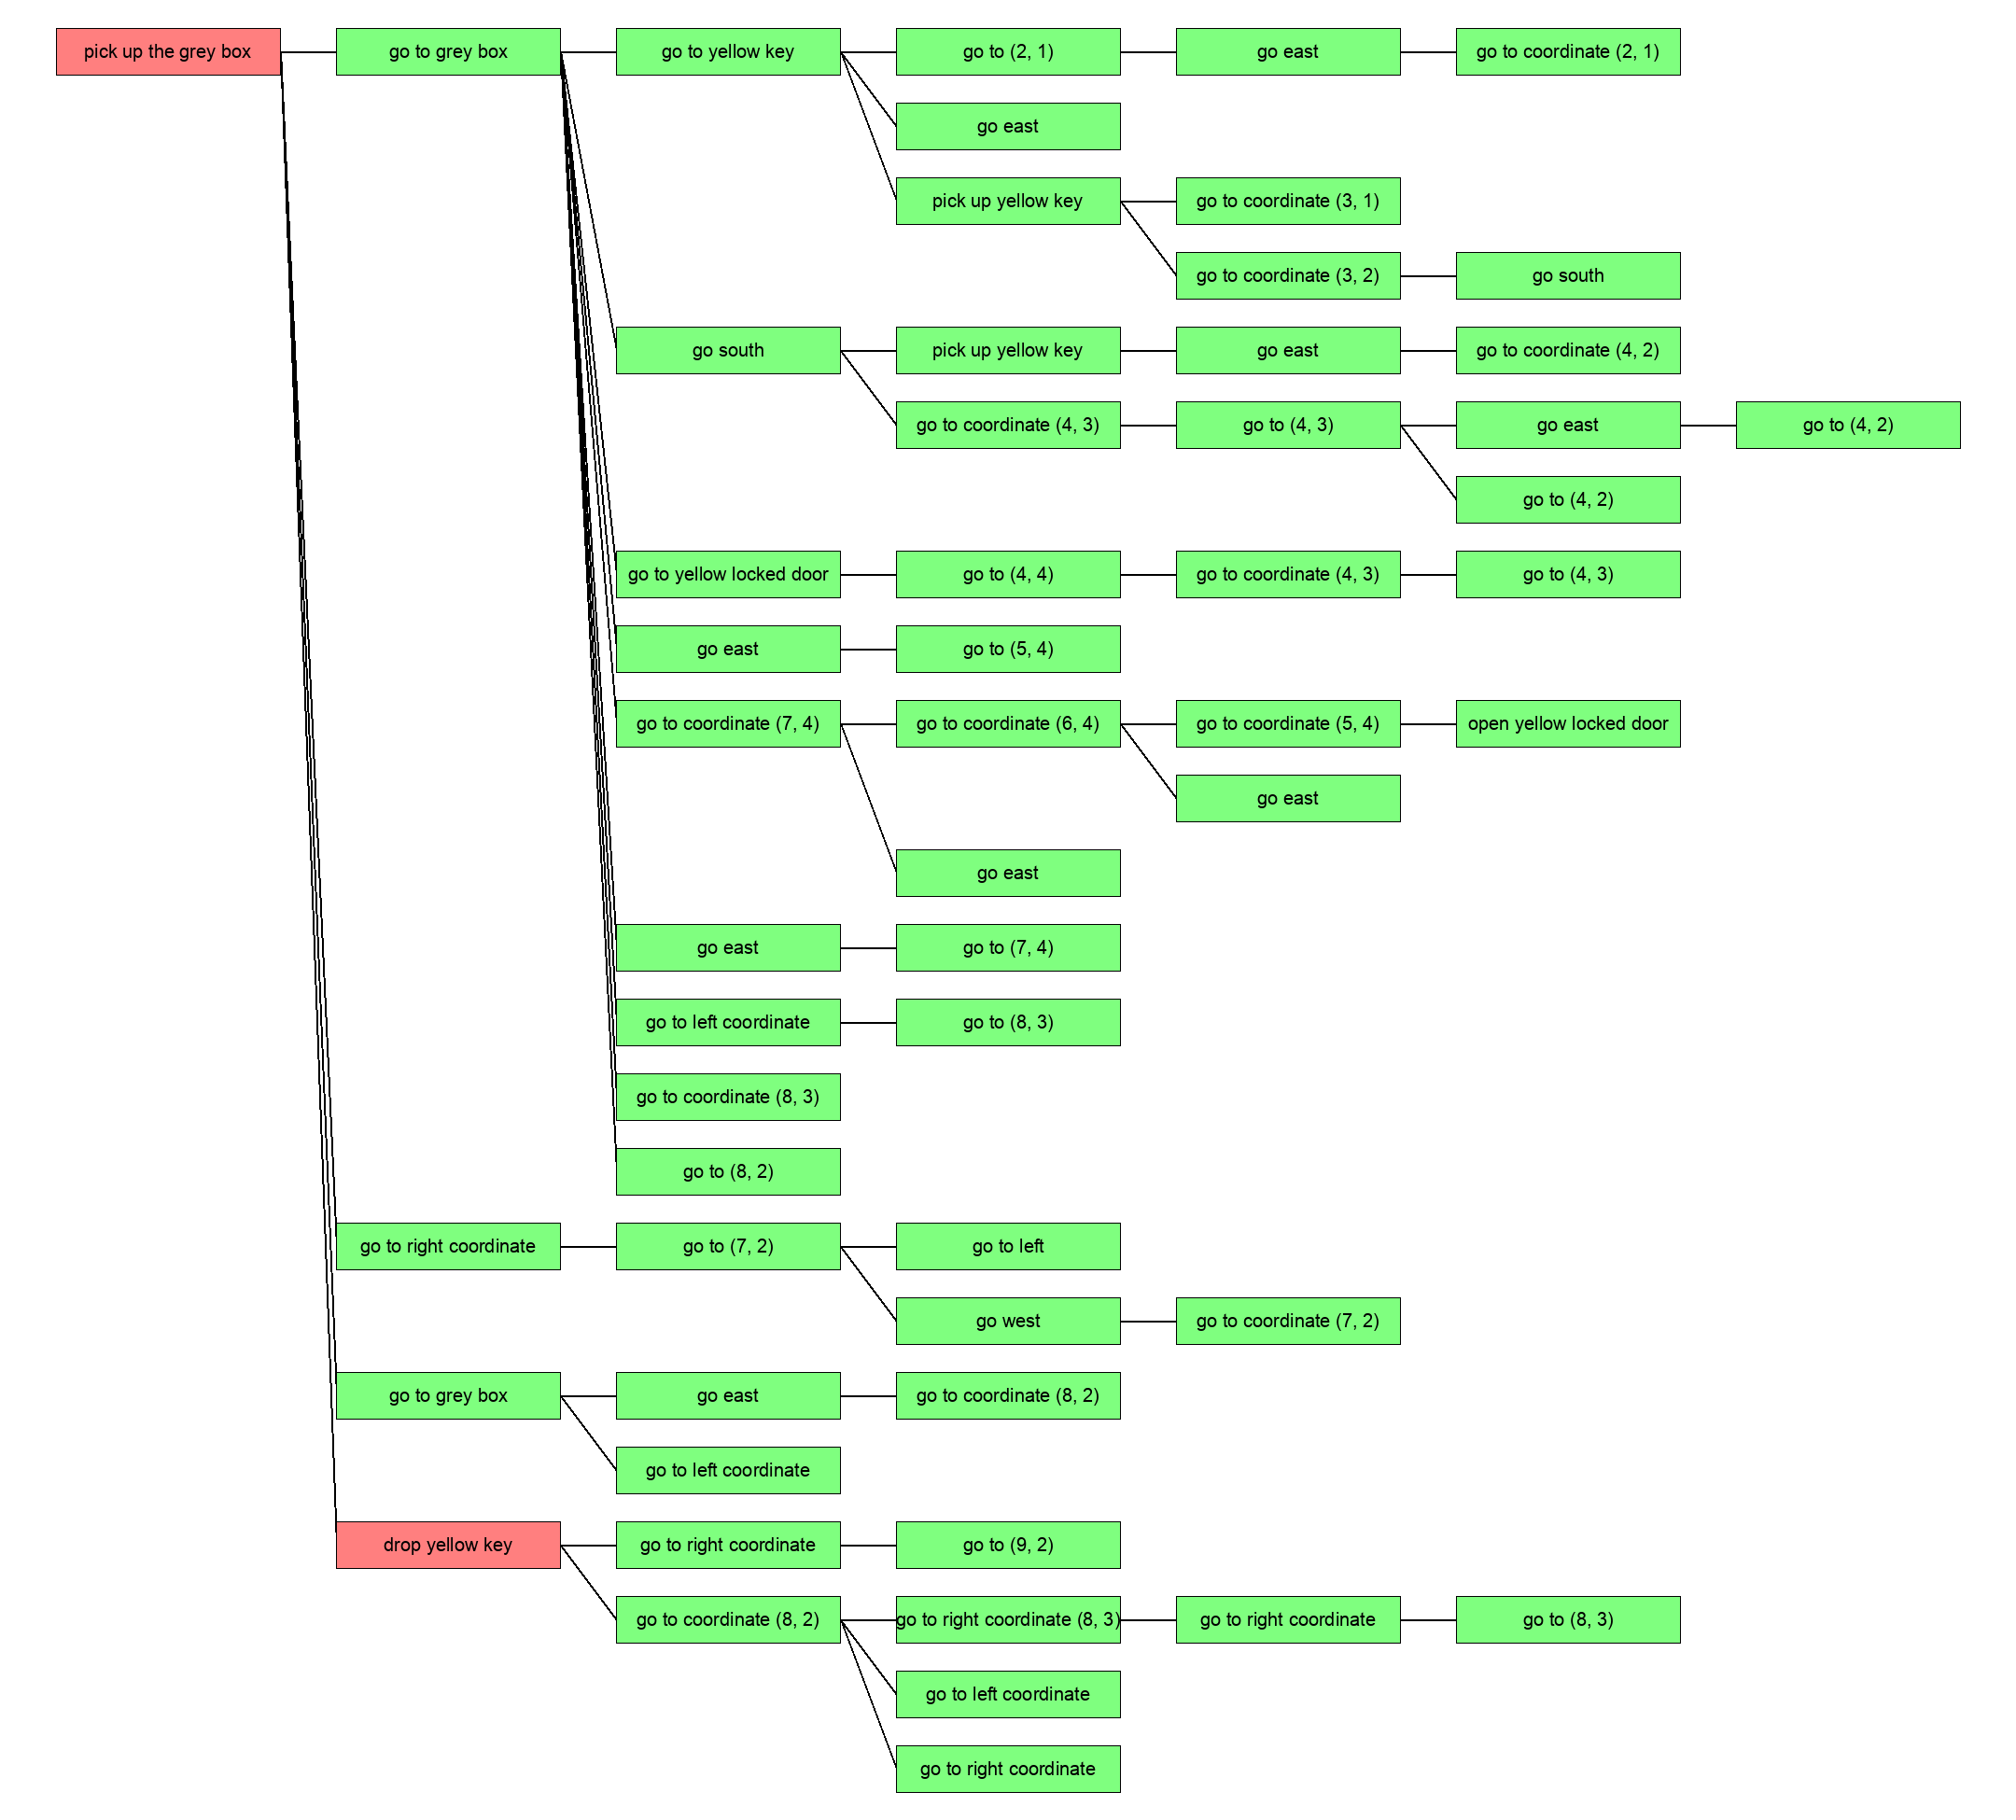 pick up the grey box
go to grey box
go to yellow key
go to (2, 1)
go east
go to coordinate (2, 1)
go east
pick up yellow key
go to coordinate (3, 1)
go to coordinate (3, 2)
go south
go south
pick up yellow key
go east
go to coordinate (4, 2)
go to coordinate (4, 3)
go to (4, 3)
go east
go to (4, 2)
go to (4, 2)
go to yellow locked door
go to (4, 4)
go to coordinate (4, 3)
go to (4, 3)
go east
go to (5, 4)
go to coordinate (7, 4)
go to coordinate (6, 4)
go to coordinate (5, 4)
open yellow locked door
go east
go east
go east
go to (7, 4)
go to left coordinate
go to (8, 3)
go to coordinate (8, 3)
go to (8, 2)
go to right coordinate
go to (7, 2)
go to left
go west
go to coordinate (7, 2)
go to grey box
go east
go to coordinate (8, 2)
go to left coordinate
drop yellow key
go to right coordinate
go to (9, 2)
go to coordinate (8, 2)
go to right coordinate (8, 3)
go to right coordinate
go to (8, 3)
go to left coordinate
go to right coordinate